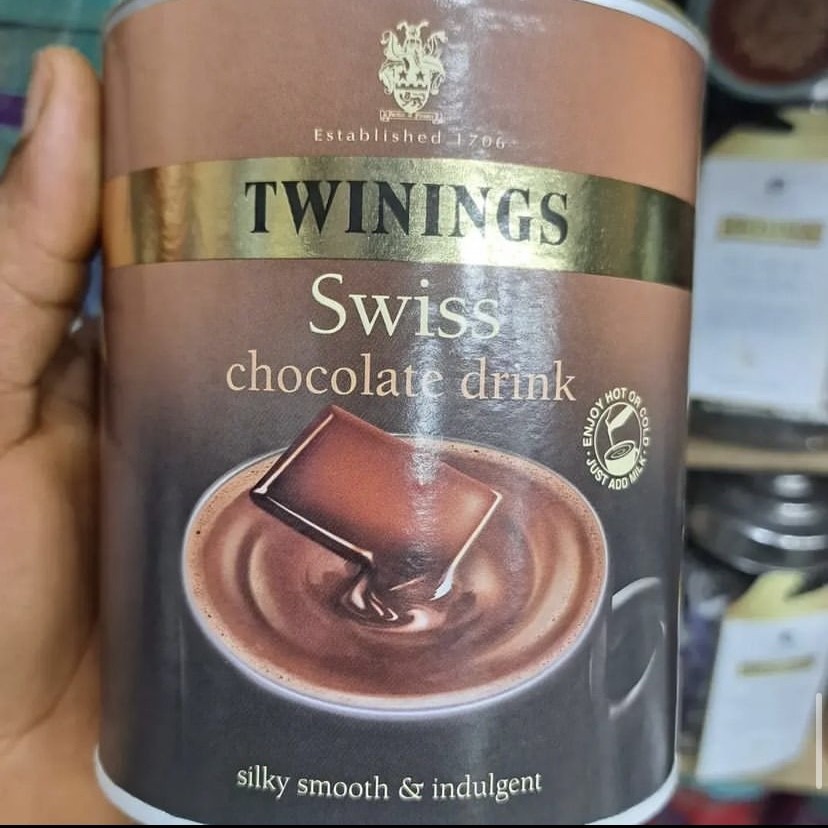 Established 1706
TWININGS
Swiss
chocolate drink
ENJOY HOT OR COLD
• JUST ADD MILK •
silky smooth & indulgent